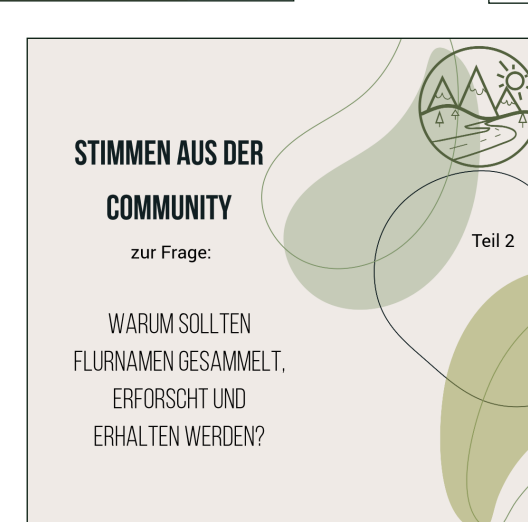 STIMMEN AUS DER
COMMUNITY
zur Frage:
WARUM SOLLTEN
FLURNAMEN GESAMMELT,
ERFORSCHT UND
ERHALTEN WERDEN?
Teil 2